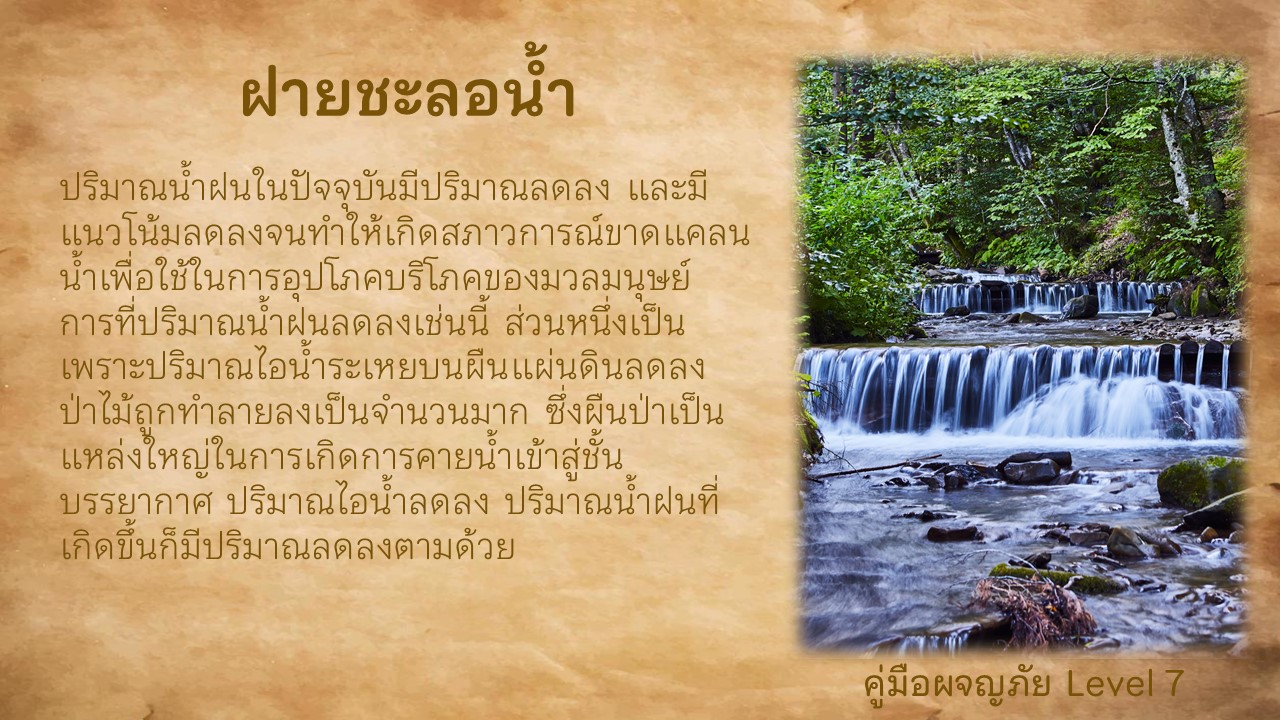 ฝายชะลอน้ำ
ปริมาณน้ำฝนในปัจจุบันมีปริมาณลดลง และมี
แนวโน้มลดลงจนทำให้เกิดสภาวการณ์ขาดแคลน
น้ำเพื่อใช้ในการอุปโภคบริโภคของมวลมนุษย์
การที่ปริมาณน้ำฝนลดลงเช่นนี้ ส่วนหนึ่งเป็น
เพราะปริมาณไอน้ำระเหยบนผืนแผ่นดินลดลง
ป่าไม้ถูกทำลายลงเป็นจำนวนมาก ซึ่งผืนป่าเป็น
แหล่งใหญ่ในการเกิดการคายน้ำเข้าสู่ชั้น
บรรยากาศ ปริมาณไอน้ำลดลง ปริมาณน้ำฝนที่
เกิดขึ้นก็มีปริมาณลดลงตามด้วย
คู่มือผจญภัย Level 7